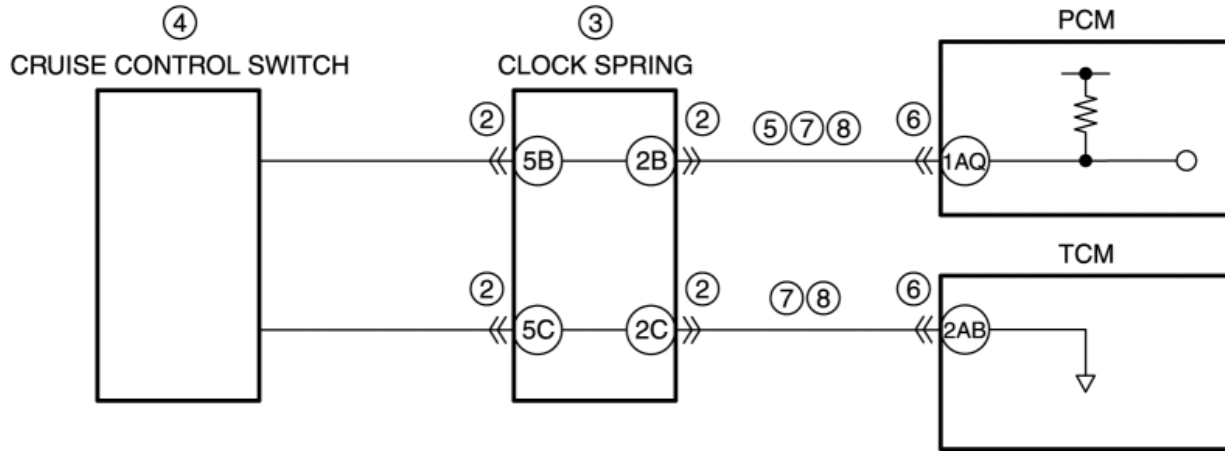 ④ ③ PCM
CRUISE CONTROL SWITCH CLOCK SPRING
② ② ⑤⑦⑧ ⑥
5B 2B 1AQ
TCM
② ② ⑦⑧ ⑥
5C 2C 2AB